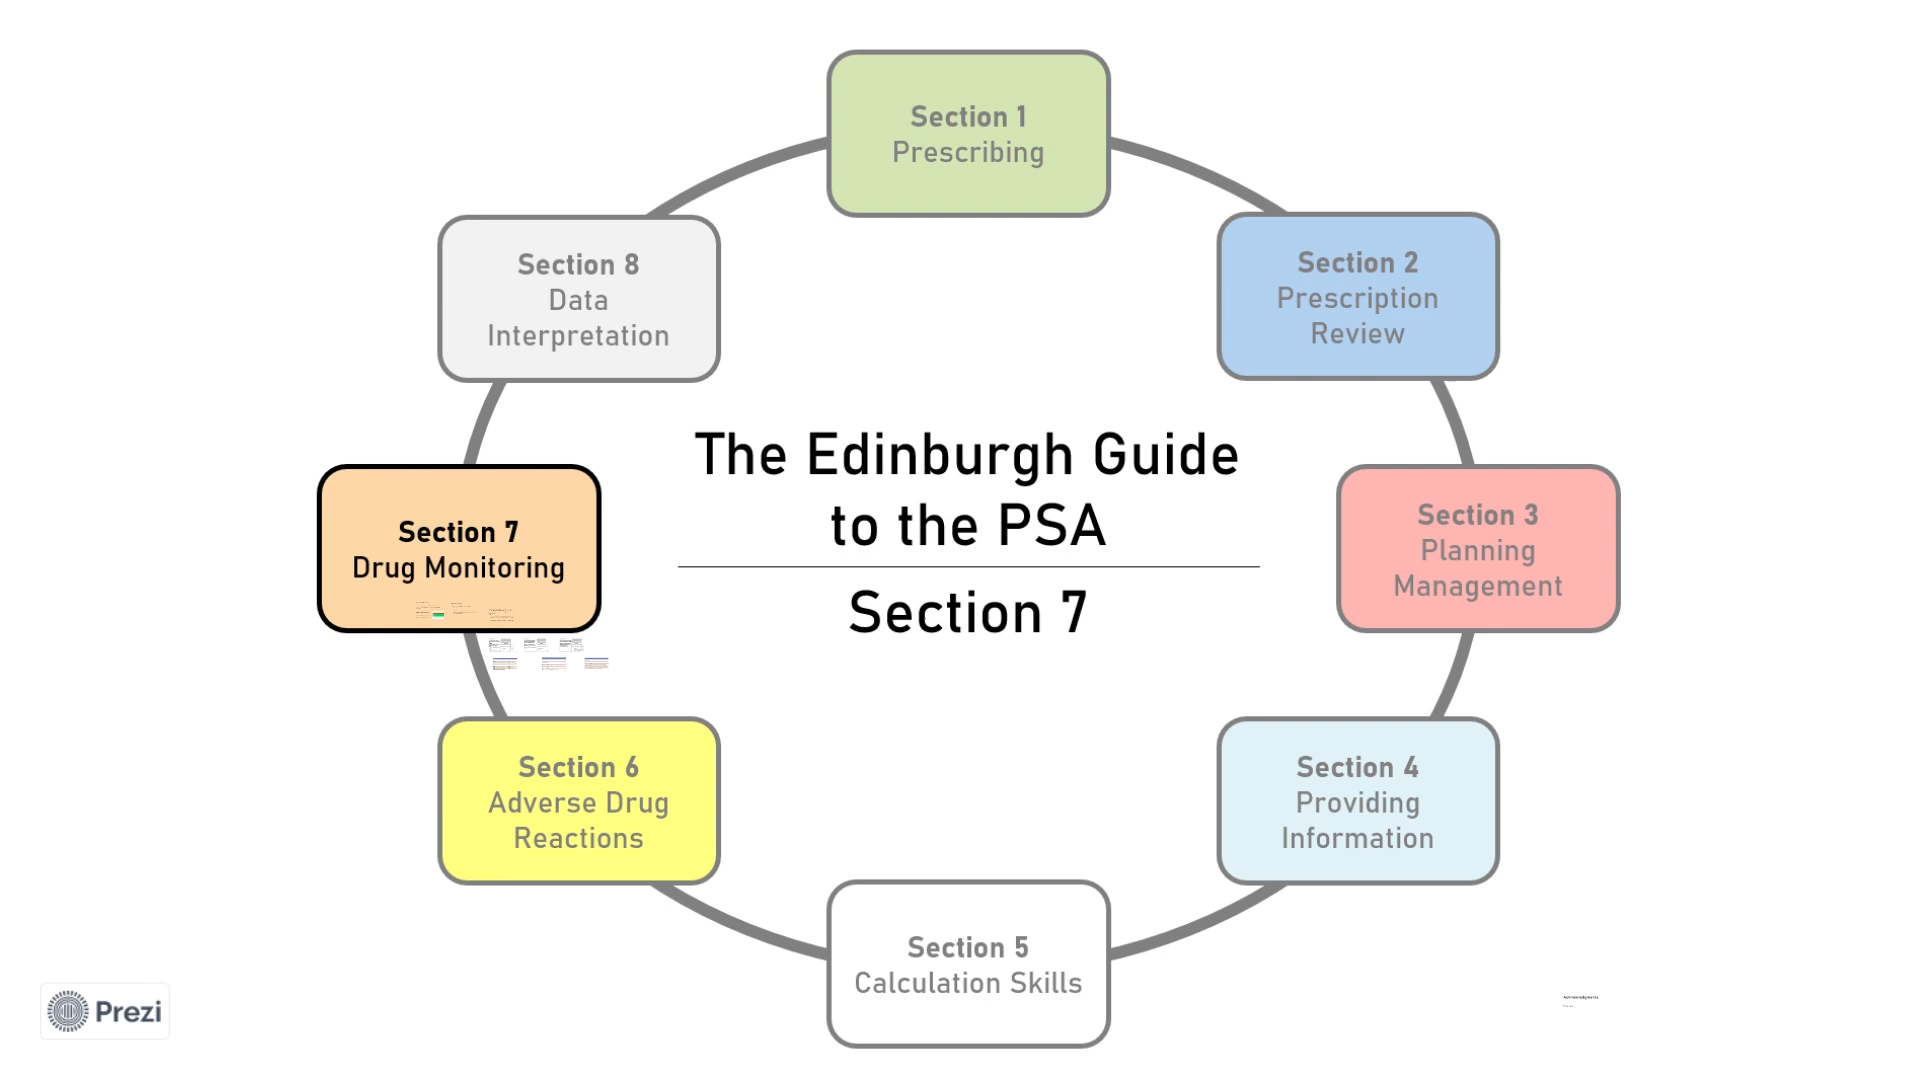 Section 1
Prescribing
Section 8
Data
Interpretation
Section 2
Prescription
Review
The Edinburgh Guide
to the PSA
Section 7
Section 7
Drug Monitoring
Section 3
Planning
Management
Section 6
Adverse Drug
Reactions
Section 4
Providing
Information
Section 5
Calculation Skills
Prezi
Acknowledgements